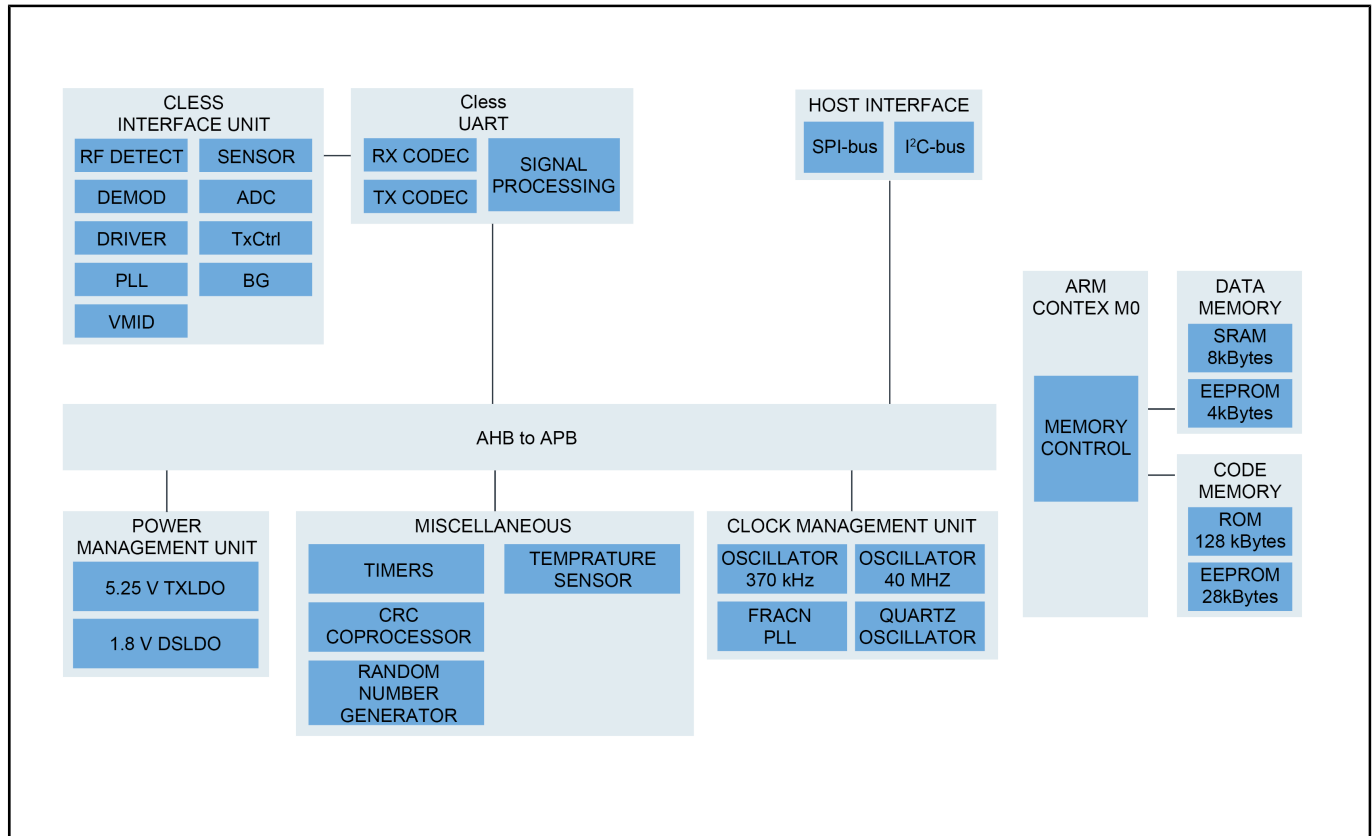 CLESS
INTERFACE UNIT
RF DETECT
SENSOR
DEMOD
ADC
DRIVER
TxCtrl
PLL
BG
VMID
Cless
UART
RX CODEC
TX CODEC
SIGNAL
PROCESSING
HOST INTERFACE
SPI-bus
I²C-bus
ARM
CONTEX M0
MEMORY
CONTROL
DATA
MEMORY
SRAM
8kBytes
EEPROM
4kBytes
CODE
MEMORY
ROM
128 kBytes
EEPROM
28kBytes
AHB to APB
POWER
MANAGEMENT UNIT
5.25 V TXLDO
1.8 V DSLDO
MISCELLANEOUS
TIMERS
TEMPRATURE
SENSOR
CRC
COPROCESSOR
RANDOM
NUMBER
GENERATOR
CLOCK MANAGEMENT UNIT
OSCILLATOR
370 kHz
OSCILLATOR
40 MHZ
FRACN
PLL
QUARTZ
OSCILLATOR